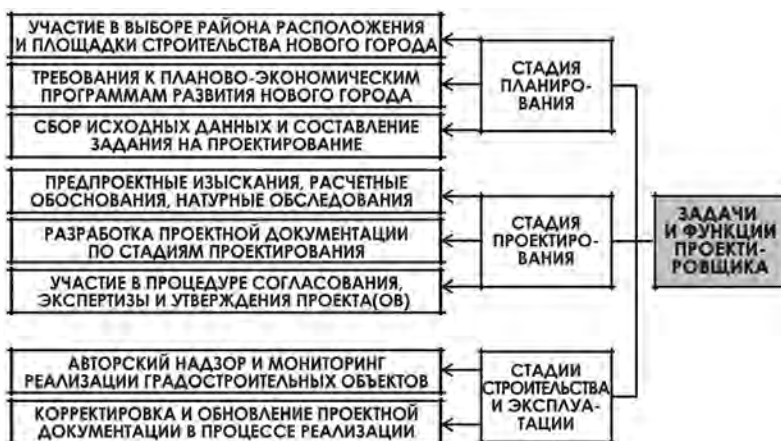 УЧАСТИЕ В ВЫБОРЕ РАЙОНА РАСПОЛОЖЕНИЯ
И ПЛОЩАДКИ СТРОИТЕЛЬСТВА НОВОГО ГОРОДА
ТРЕБОВАНИЯ К ПЛАНОВО-ЭКОНОМИЧЕСКИМ
ПРОГРАММАМ РАЗВИТИЯ НОВОГО ГОРОДА
СБОР ИСХОДНЫХ ДАННЫХ И СОСТАВЛЕНИЕ
ЗАДАНИЯ НА ПРОЕКТИРОВАНИЕ
СТАДИЯ
ПЛАНИРО-
ВАНИЯ
ПРЕДПРОЕКТНЫЕ ИЗЫСКАНИЯ, РАСЧЕТНЫЕ
ОБОСНОВАНИЯ, НАТУРНЫЕ ОБСЛЕДОВАНИЯ
РАЗРАБОТКА ПРОЕКТНОЙ ДОКУМЕНТАЦИИ
ПО СТАДИЯМ ПРОЕКТИРОВАНИЯ
УЧАСТИЕ В ПРОЦЕДУРЕ СОГЛАСОВАНИЯ,
ЭКСПЕРТИЗЫ И УТВЕРЖДЕНИЯ ПРОЕКТА(ОВ)
СТАДИЯ
ПРОЕКТИРО-
ВАНИЯ
ЗАДАЧИ
И ФУНКЦИИ
ПРОЕКТИ-
РОВЩИКА
АВТОРСКИЙ НАДЗОР И МОНИТОРИНГ
РЕАЛИЗАЦИИ ГРАДОСТРОИТЕЛЬНЫХ ОБЪЕКТОВ
КОРРЕКТИРОВКА И ОБНОВЛЕНИЕ ПРОЕКТНОЙ
ДОКУМЕНТАЦИИ В ПРОЦЕССЕ РЕАЛИЗАЦИИ
СТАДИИ
СТРОИТЕЛЬСТВА
И ЭКСПЛУА-
ТАЦИИ